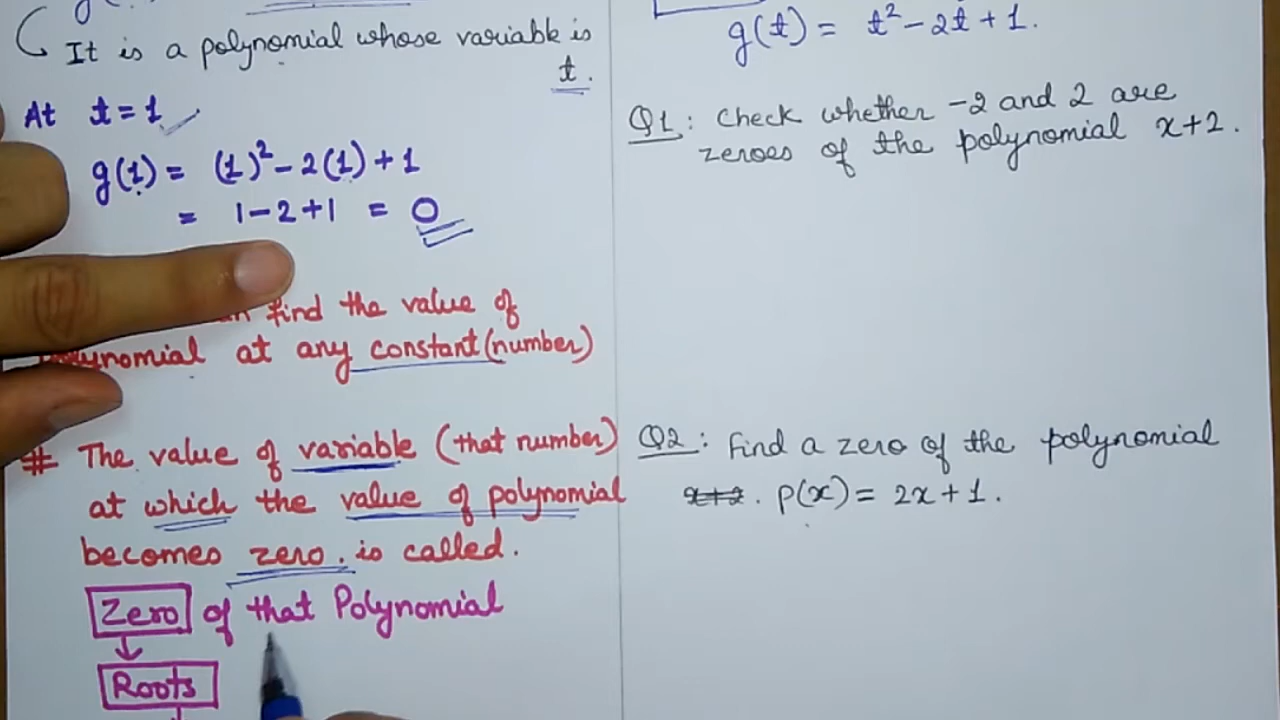 It is a polynomial whose variable is
t.
At t = 1
g(1) = (1)² - 2(1) + 1
= 1 - 2 + 1 = 0
find the value of
polynomial at any constant (number)
# The value of variable (that number)
at which the value of polynomial
becomes zero. is called.
Zero of that Polynomial
Roots
g(t) = t² - 2t + 1.
Q1: Check whether -2 and 2 are
zeroes of the polynomial x+2.
Q2: Find a zero of the polynomial
x+2. p(x) = 2x + 1.